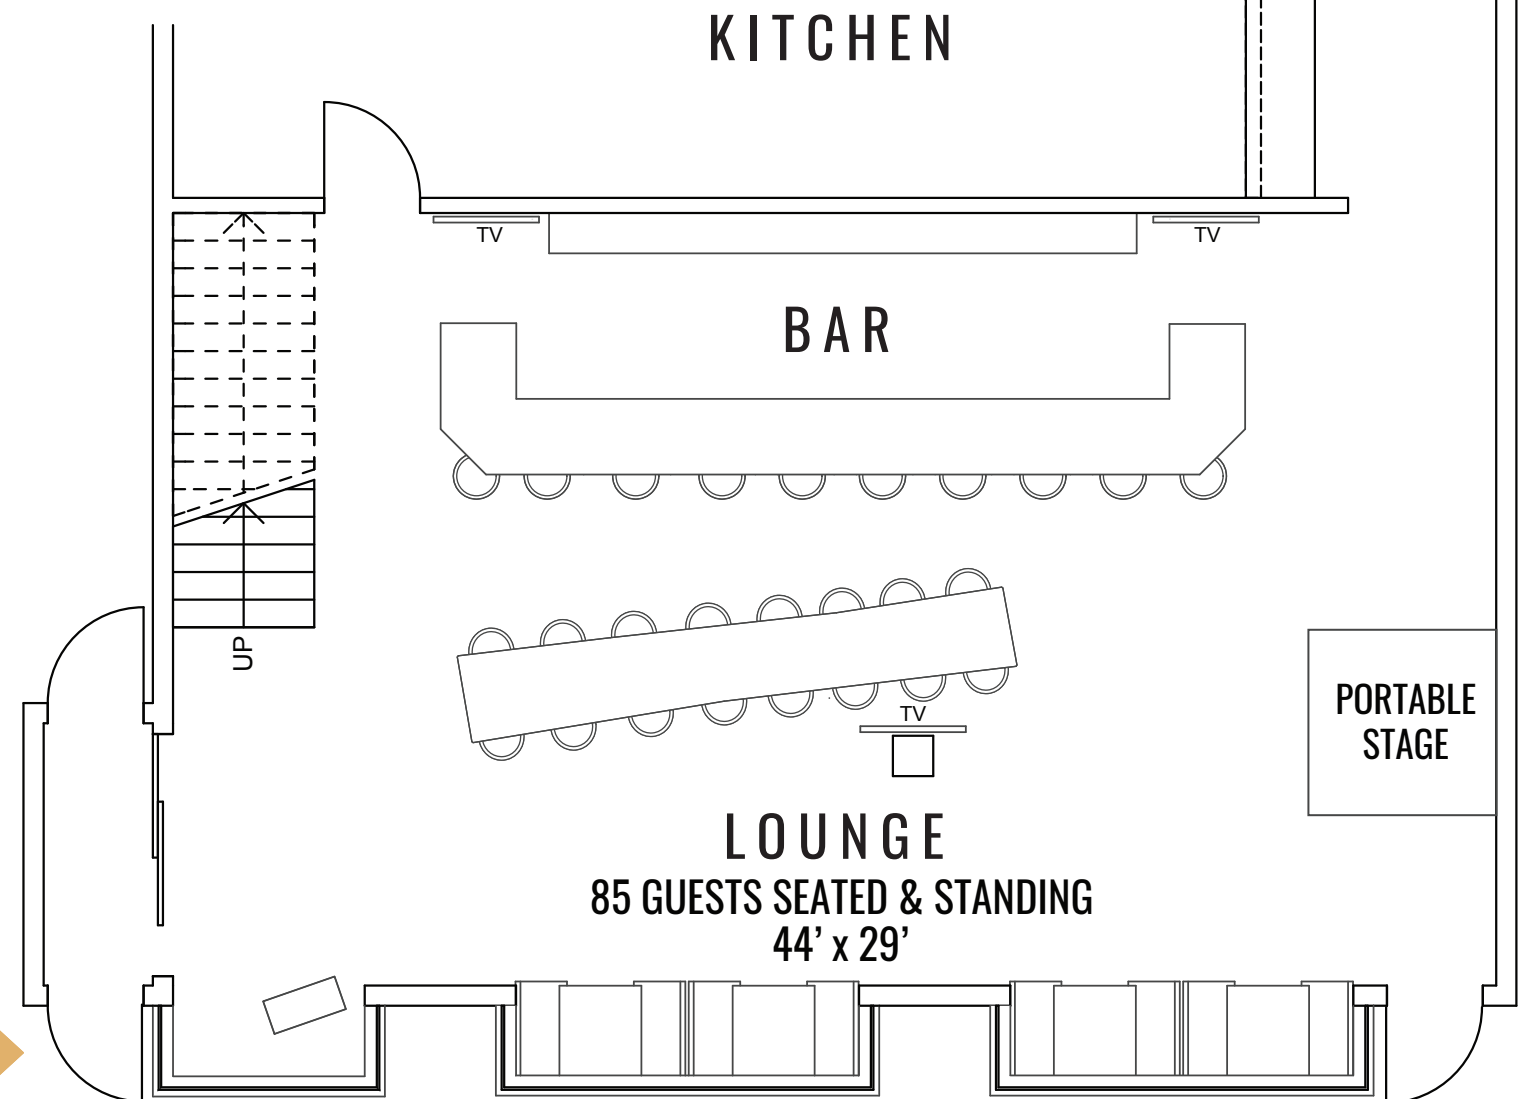 KITCHEN
TV
TV
BAR
UP
PORTABLE
STAGE
TV
LOUNGE
85 GUESTS SEATED & STANDING
44’ x 29’